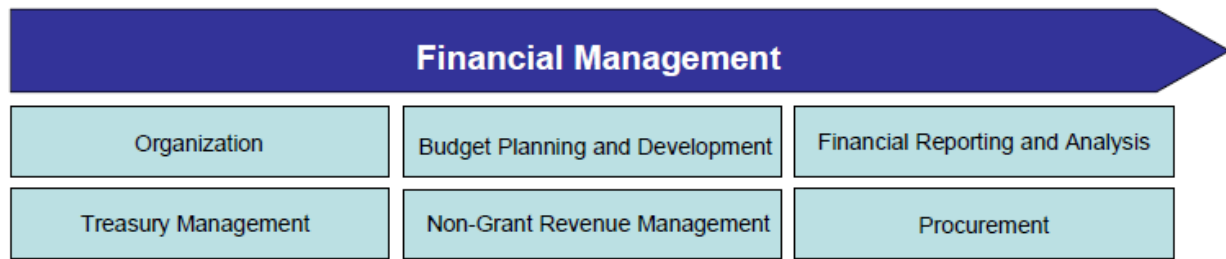 Financial Management
Organization
Budget Planning and Development
Financial Reporting and Analysis
Treasury Management
Non-Grant Revenue Management
Procurement